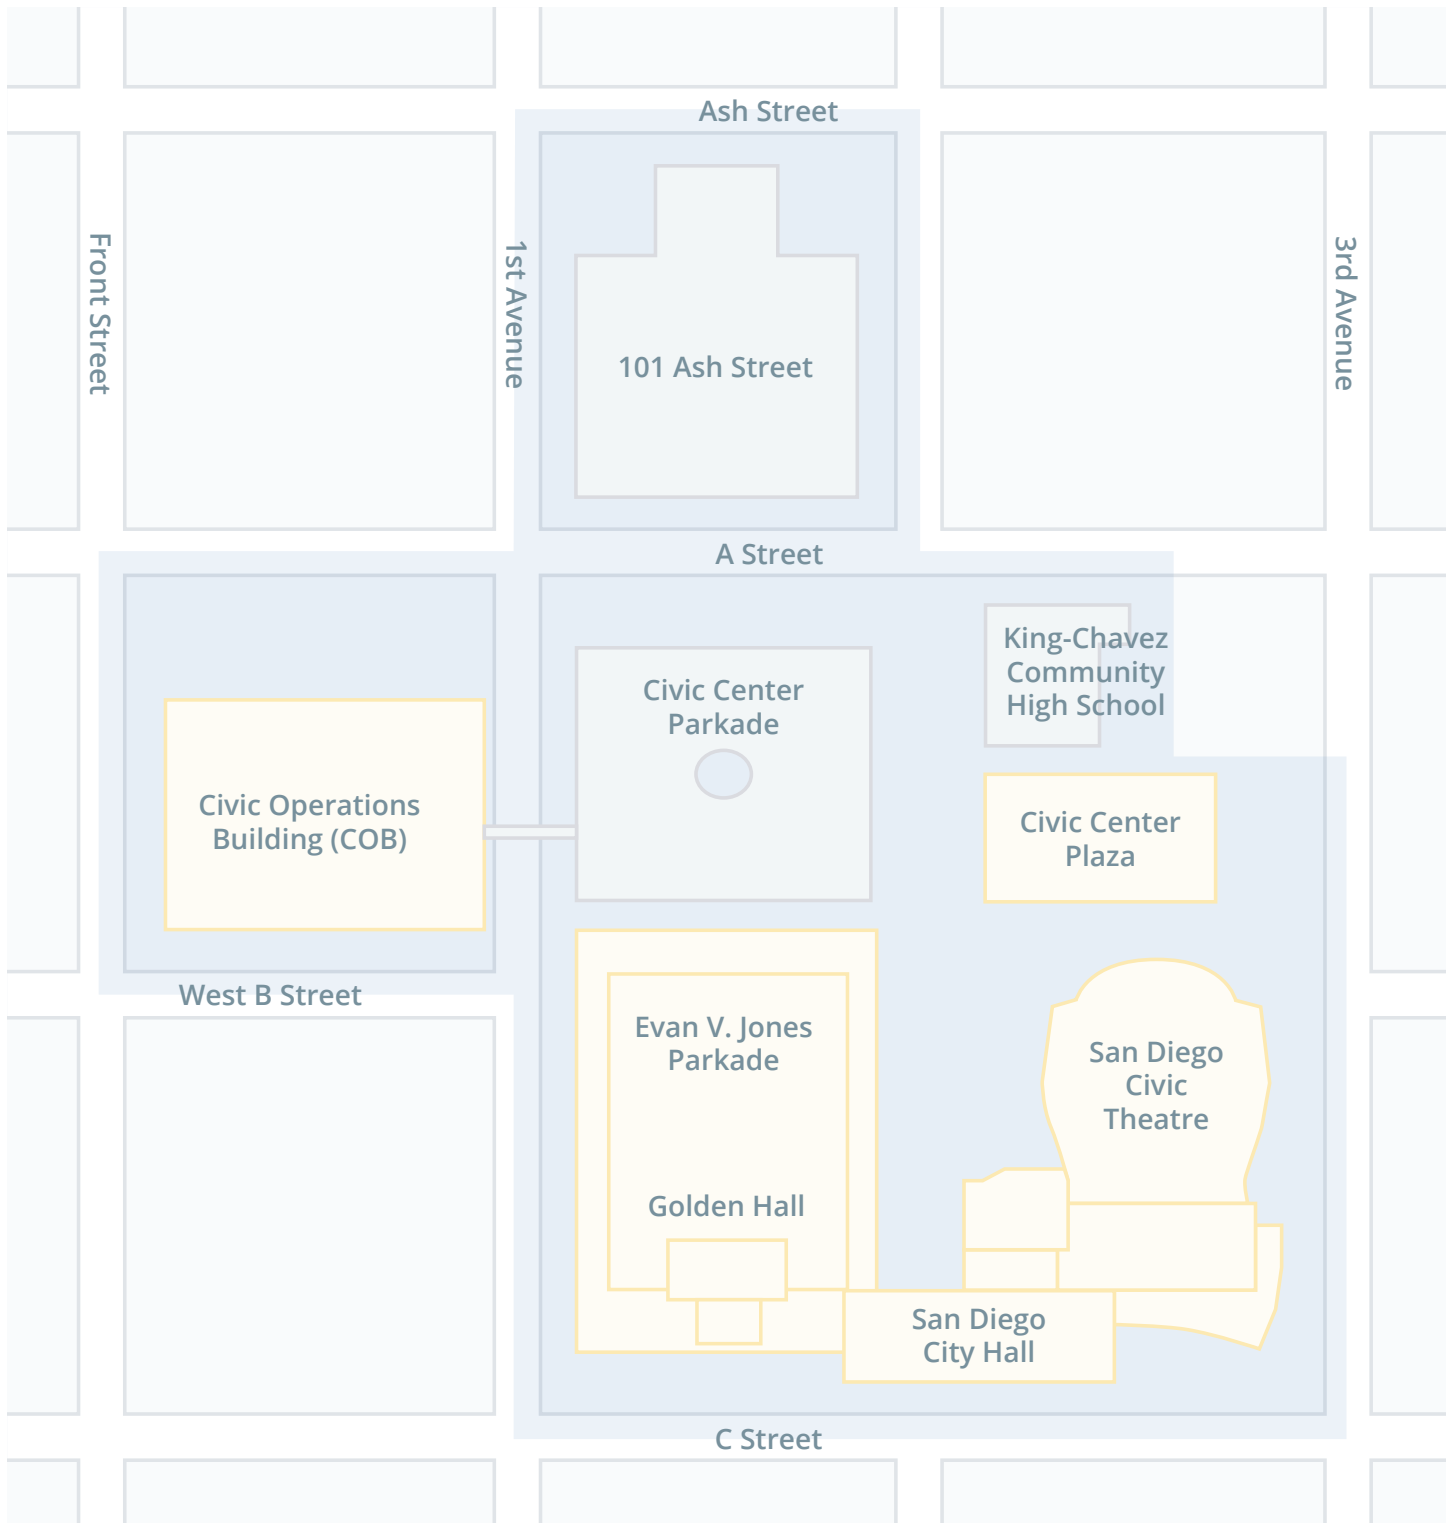 Ash Street
Front Street
1st Avenue
3rd Avenue
101 Ash Street
A Street
King-Chavez
Community
High School
Civic Center
Parkade
Civic Operations
Building (COB)
Civic Center
Plaza
West B Street
Evan V. Jones
Parkade
San Diego
Civic
Theatre
Golden Hall
San Diego
City Hall
C Street